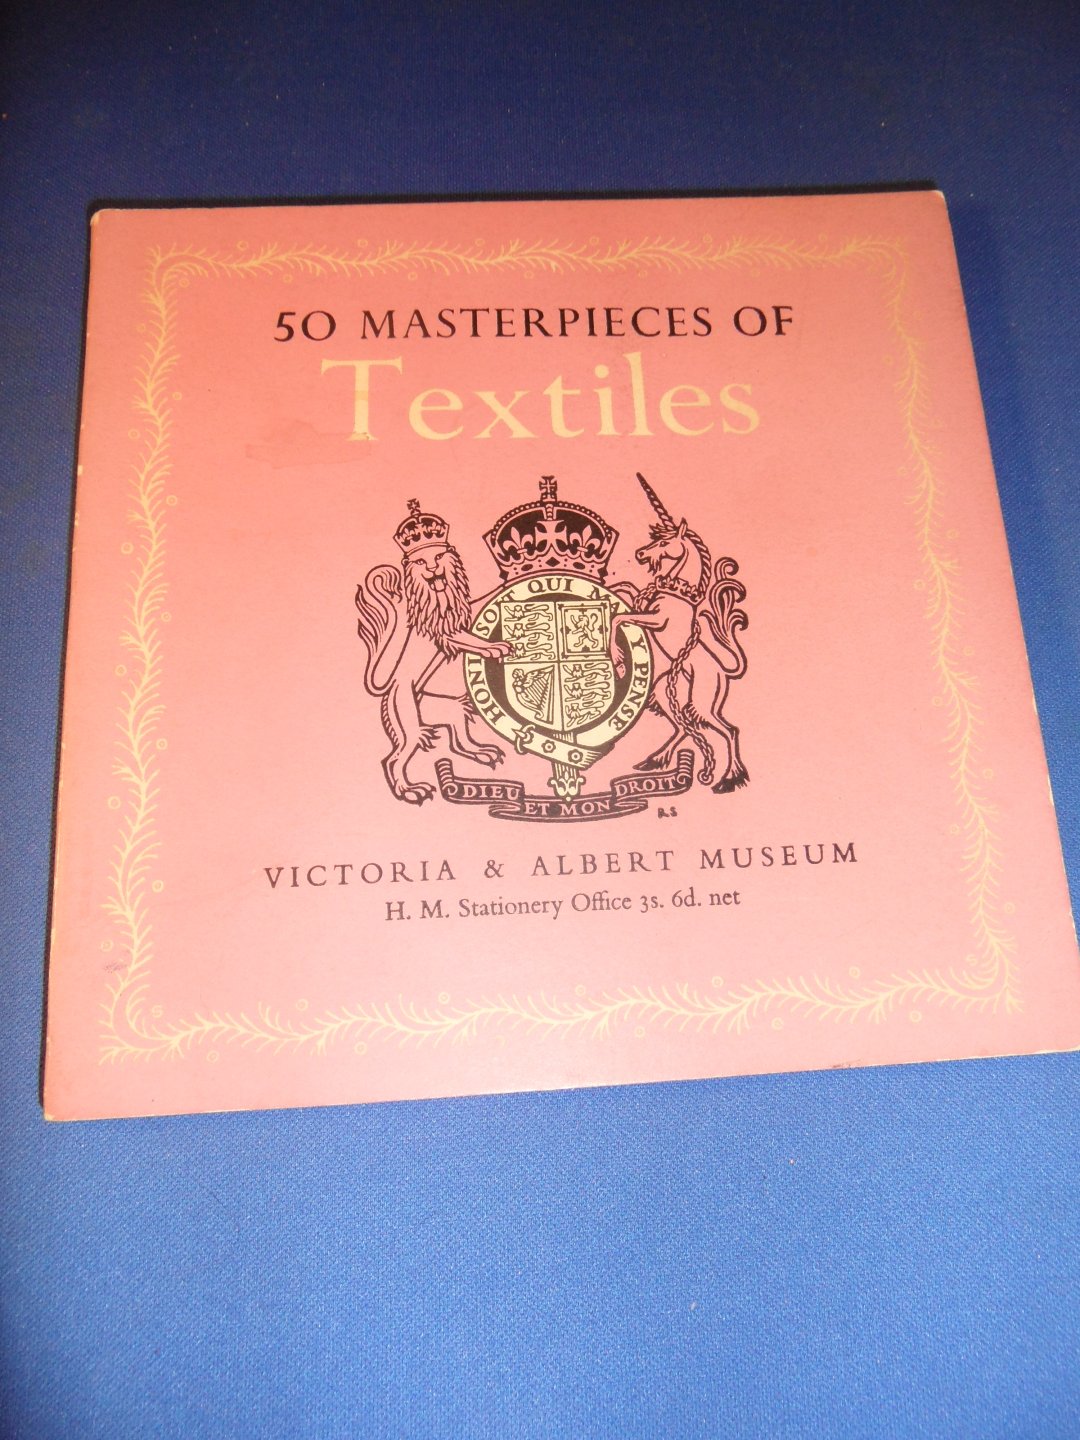 50 MASTERPIECES OF
Textiles
HONI SOIT QUI MAL Y PENSE
DIEU ET MON DROIT
R S
VICTORIA & ALBERT MUSEUM
H. M. Stationery Office 3s. 6d. net